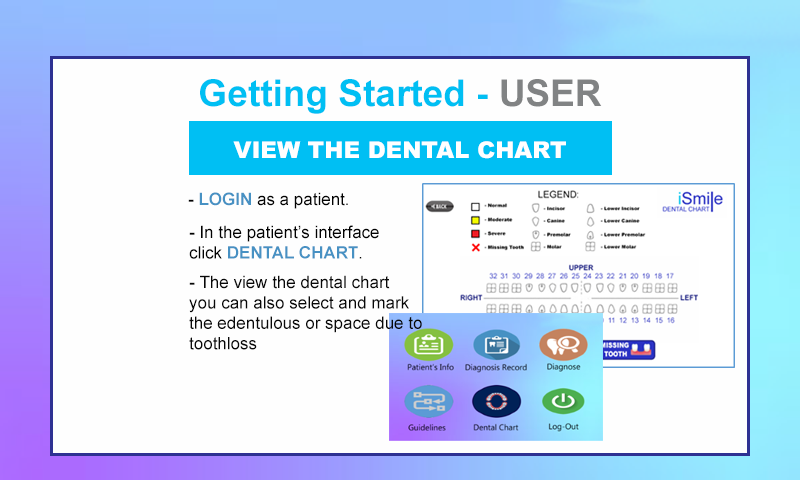 Getting Started - USER
VIEW THE DENTAL CHART
- LOGIN as a patient.
- In the patient's interface
click DENTAL CHART.
- The view the dental chart
you can also select and mark
the edentulous or space due to
toothloss
LEGEND:
BACK
- Normal
- Incisor
- Lower Incisor
- Moderate
- Canine
- Lower Canine
- Severe
- Premolar
- Lower Premolar
- Missing Tooth
- Molar
- Lower Molar
iSmile
DENTAL CHART
UPPER
32 31 30 29 28 27 26 25 24 23 22 21 20 19 18 17
RIGHT
LEFT
10 11 12 13 14 15 16
MISSING
TOOTH
Patient's Info
Diagnosis Record
Diagnose
Guidelines
Dental Chart
Log-Out